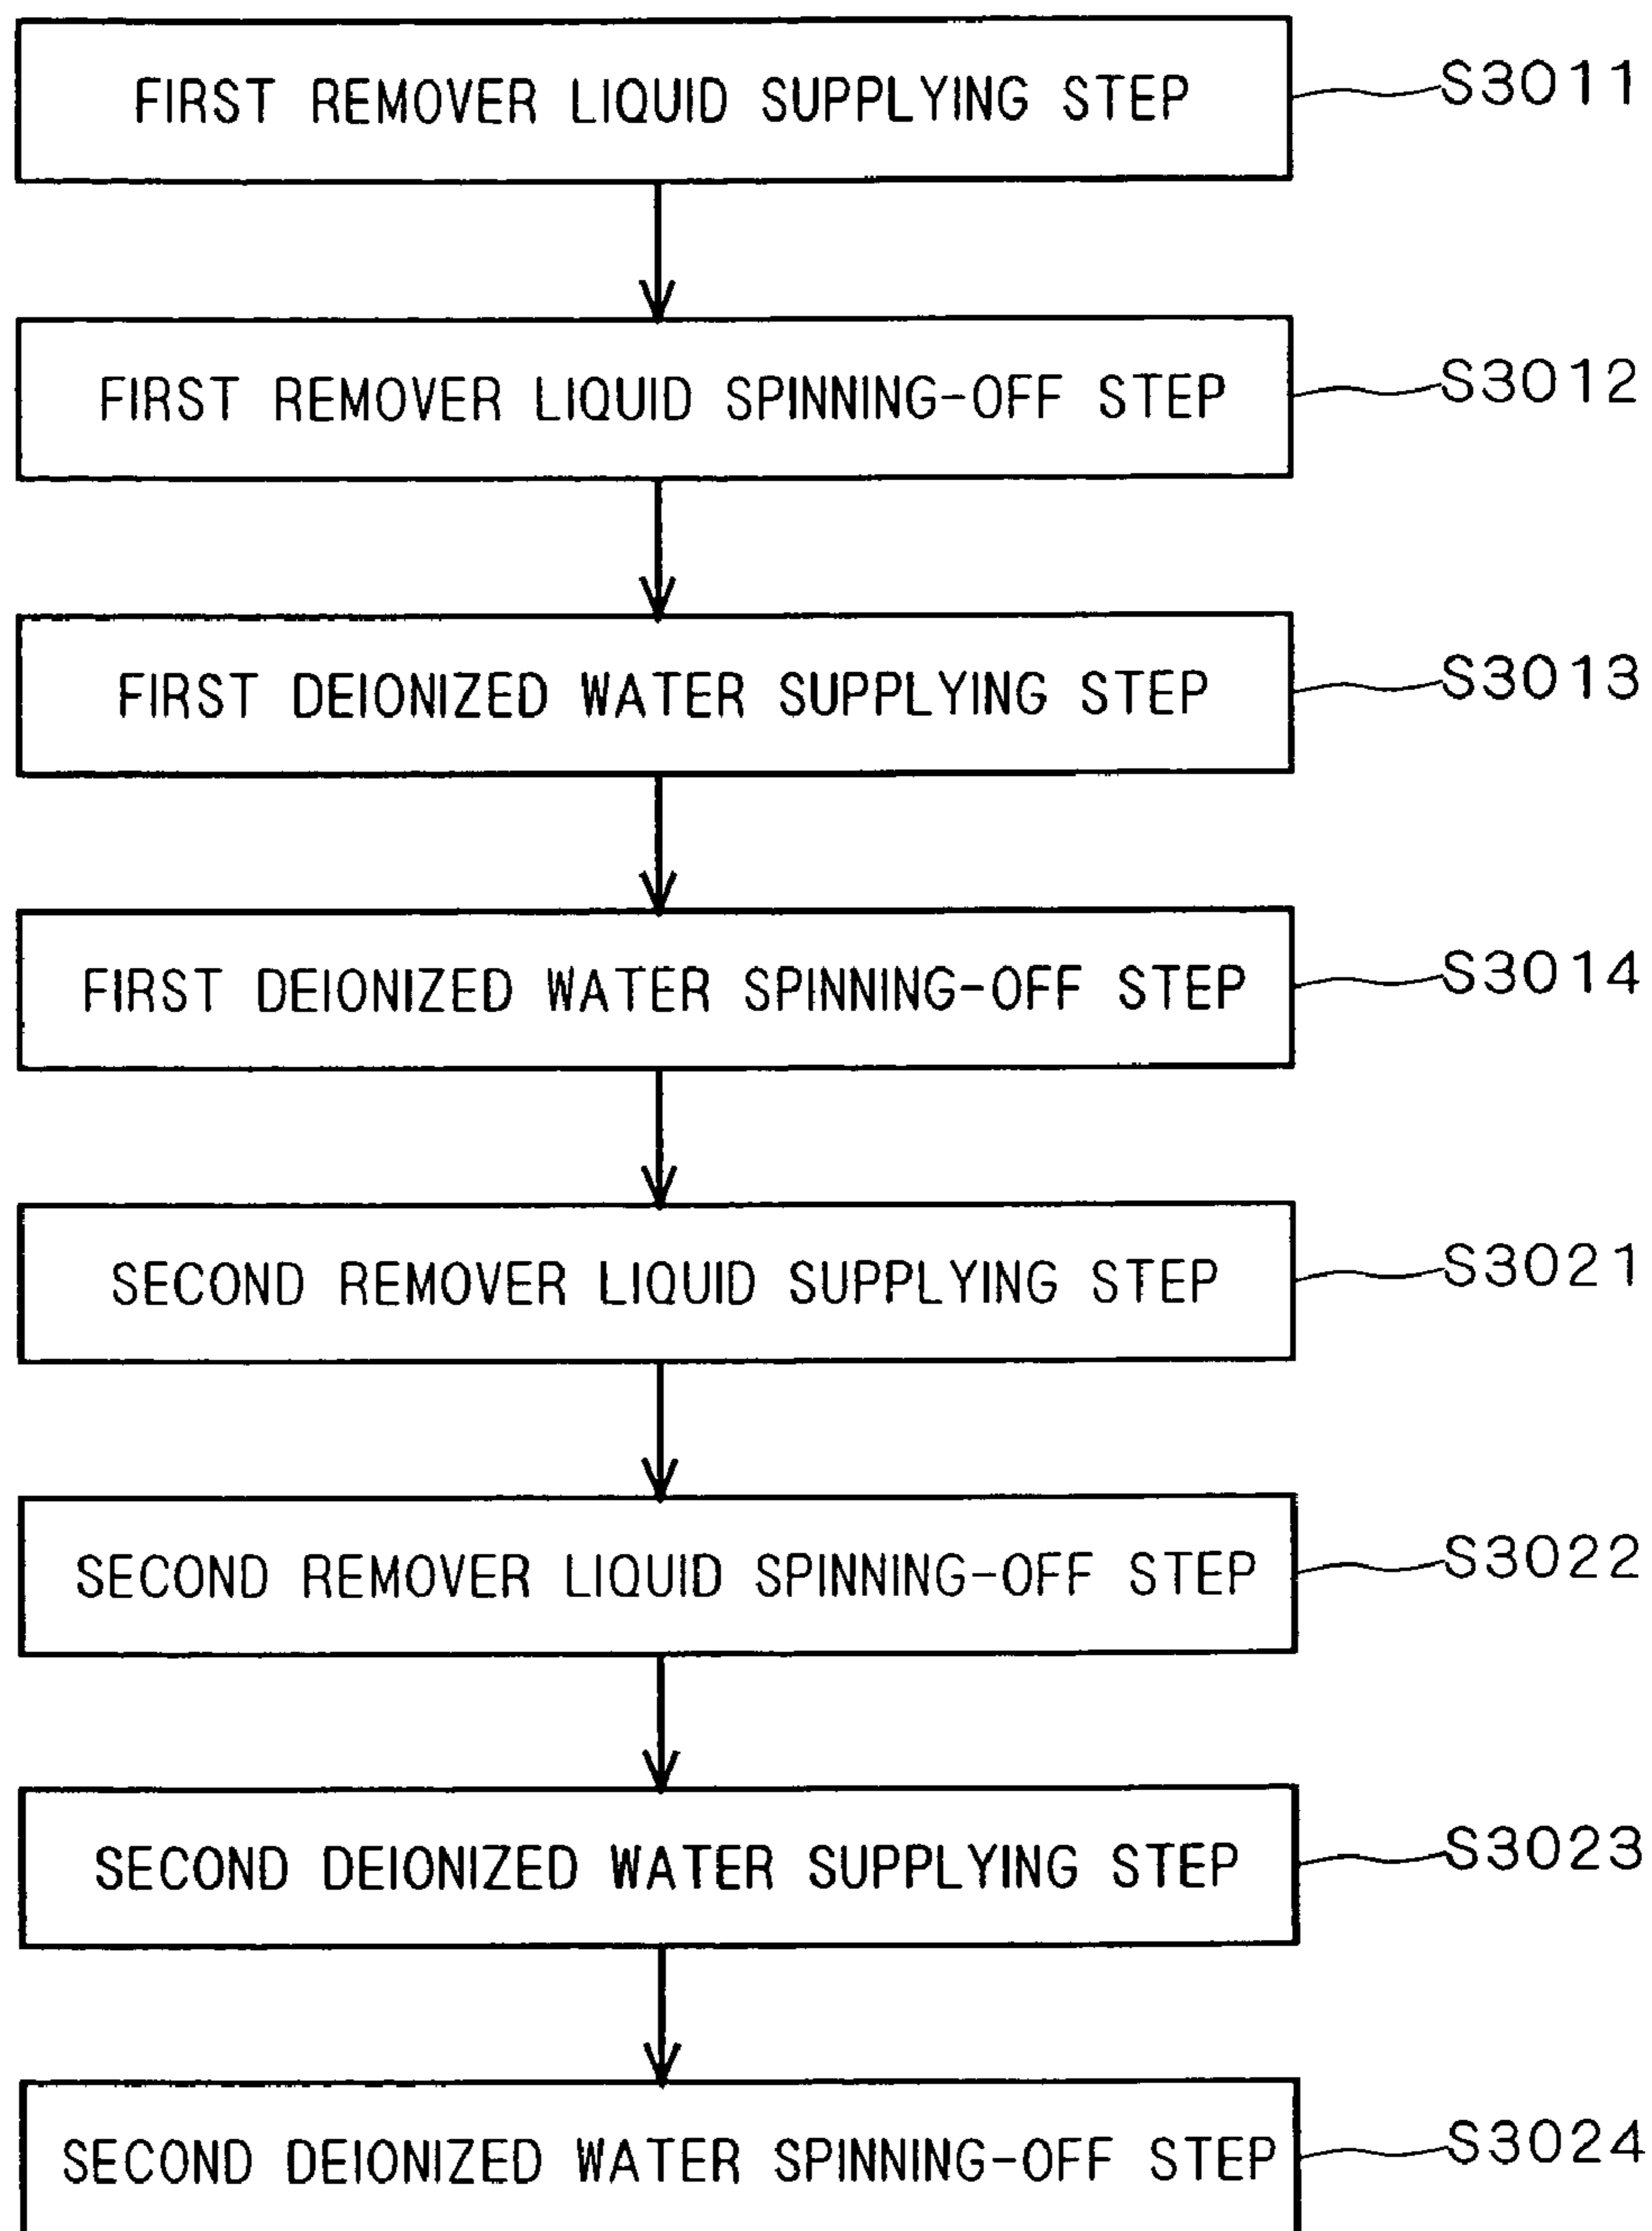 FIRST REMOVER LIQUID SUPPLYING STEP S3011
FIRST REMOVER LIQUID SPINNING-OFF STEP S3012
FIRST DEIONIZED WATER SUPPLYING STEP S3013
FIRST DEIONIZED WATER SPINNING-OFF STEP S3014
SECOND REMOVER LIQUID SUPPLYING STEP S3021
SECOND REMOVER LIQUID SPINNING-OFF STEP S3022
SECOND DEIONIZED WATER SUPPLYING STEP S3023
SECOND DEIONIZED WATER SPINNING-OFF STEP S3024